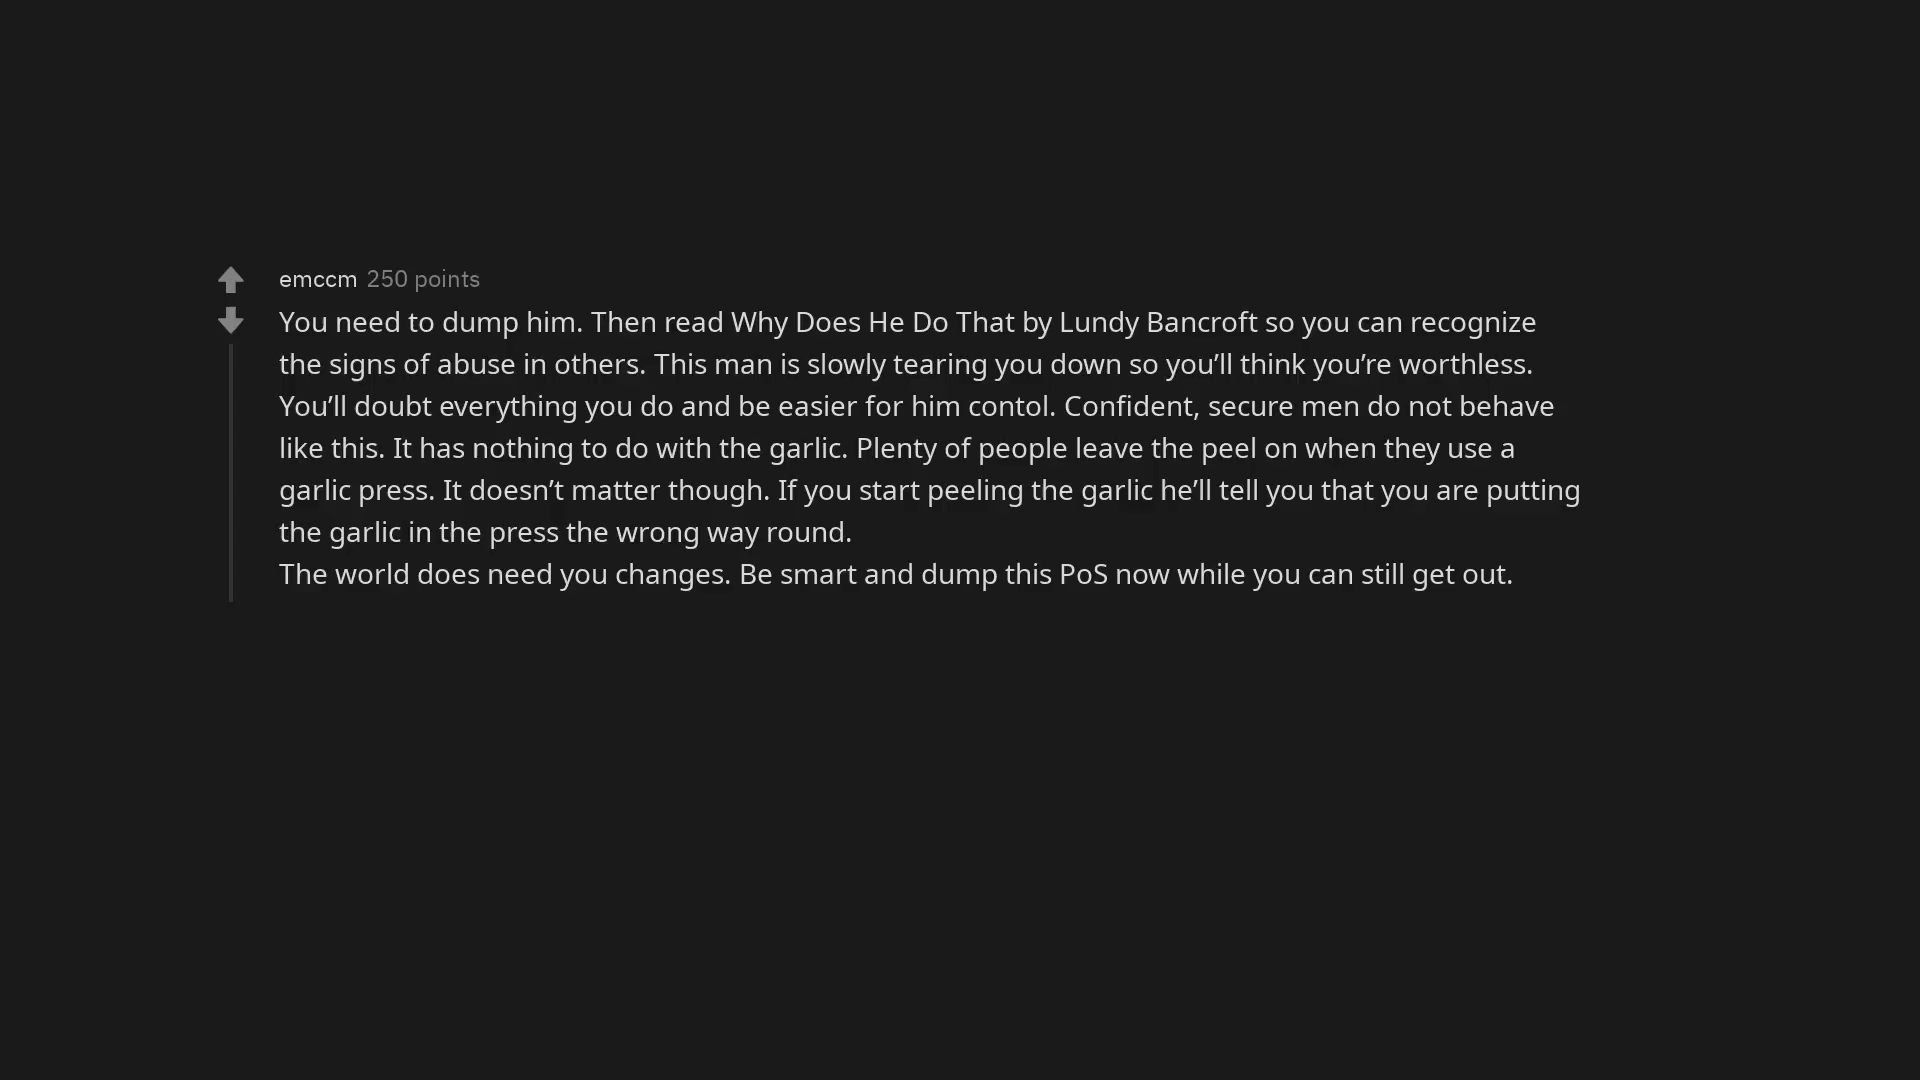 emccm 250 points
You need to dump him. Then read Why Does He Do That by Lundy Bancroft so you can recognize
the signs of abuse in others. This man is slowly tearing you down so you’ll think you’re worthless.
You’ll doubt everything you do and be easier for him contol. Confident, secure men do not behave
like this. It has nothing to do with the garlic. Plenty of people leave the peel on when they use a
garlic press. It doesn’t matter though. If you start peeling the garlic he’ll tell you that you are putting
the garlic in the press the wrong way round.
The world does need you changes. Be smart and dump this PoS now while you can still get out.